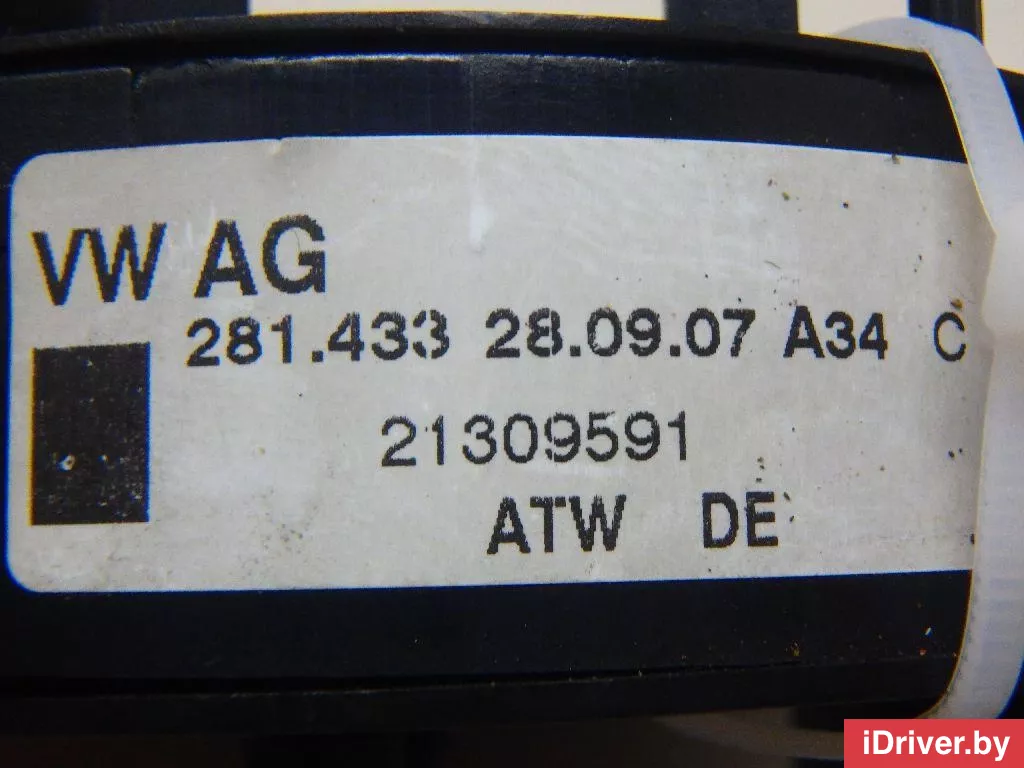 VW AG
281.433 28.09.07 A34 C
21309591
ATW DE
iDriver.by